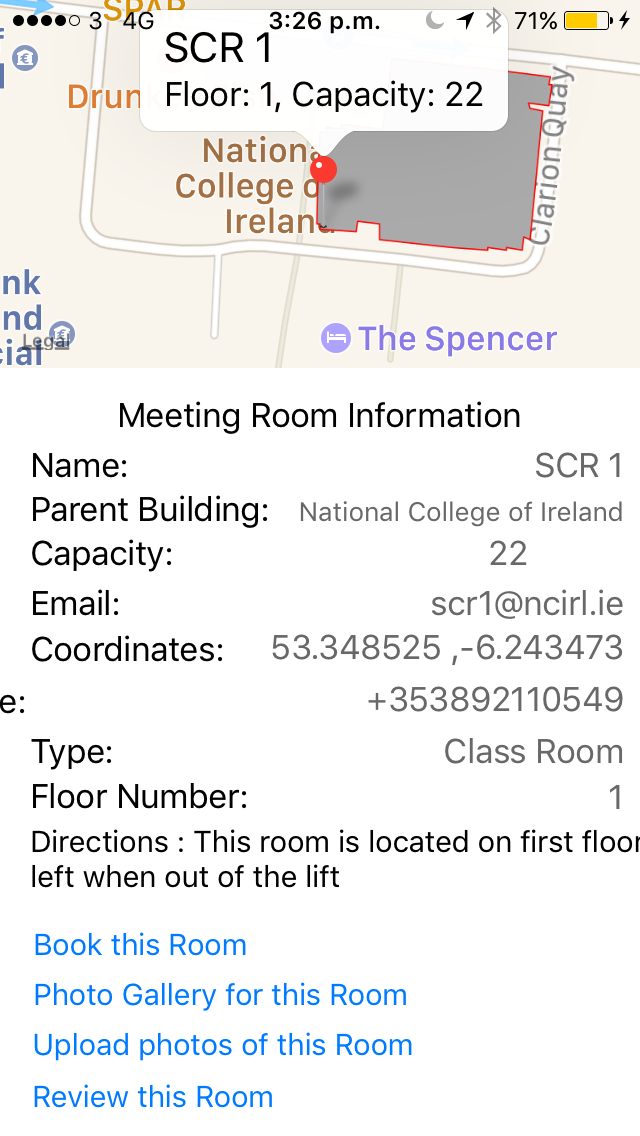 3 4G 3:26 p.m. 71%
SPAR
SCR 1
Floor: 1, Capacity: 22
Drun
Nationa
College o
Ireland
Clarion Quay
nk
nd
cial
Legal
The Spencer
Meeting Room Information
Name: SCR 1
Parent Building: National College of Ireland
Capacity: 22
Email: scr1@ncirl.ie
Coordinates: 53.348525 ,-6.243473
e: +353892110549
Type: Class Room
Floor Number: 1
Directions : This room is located on first floor
left when out of the lift
Book this Room
Photo Gallery for this Room
Upload photos of this Room
Review this Room